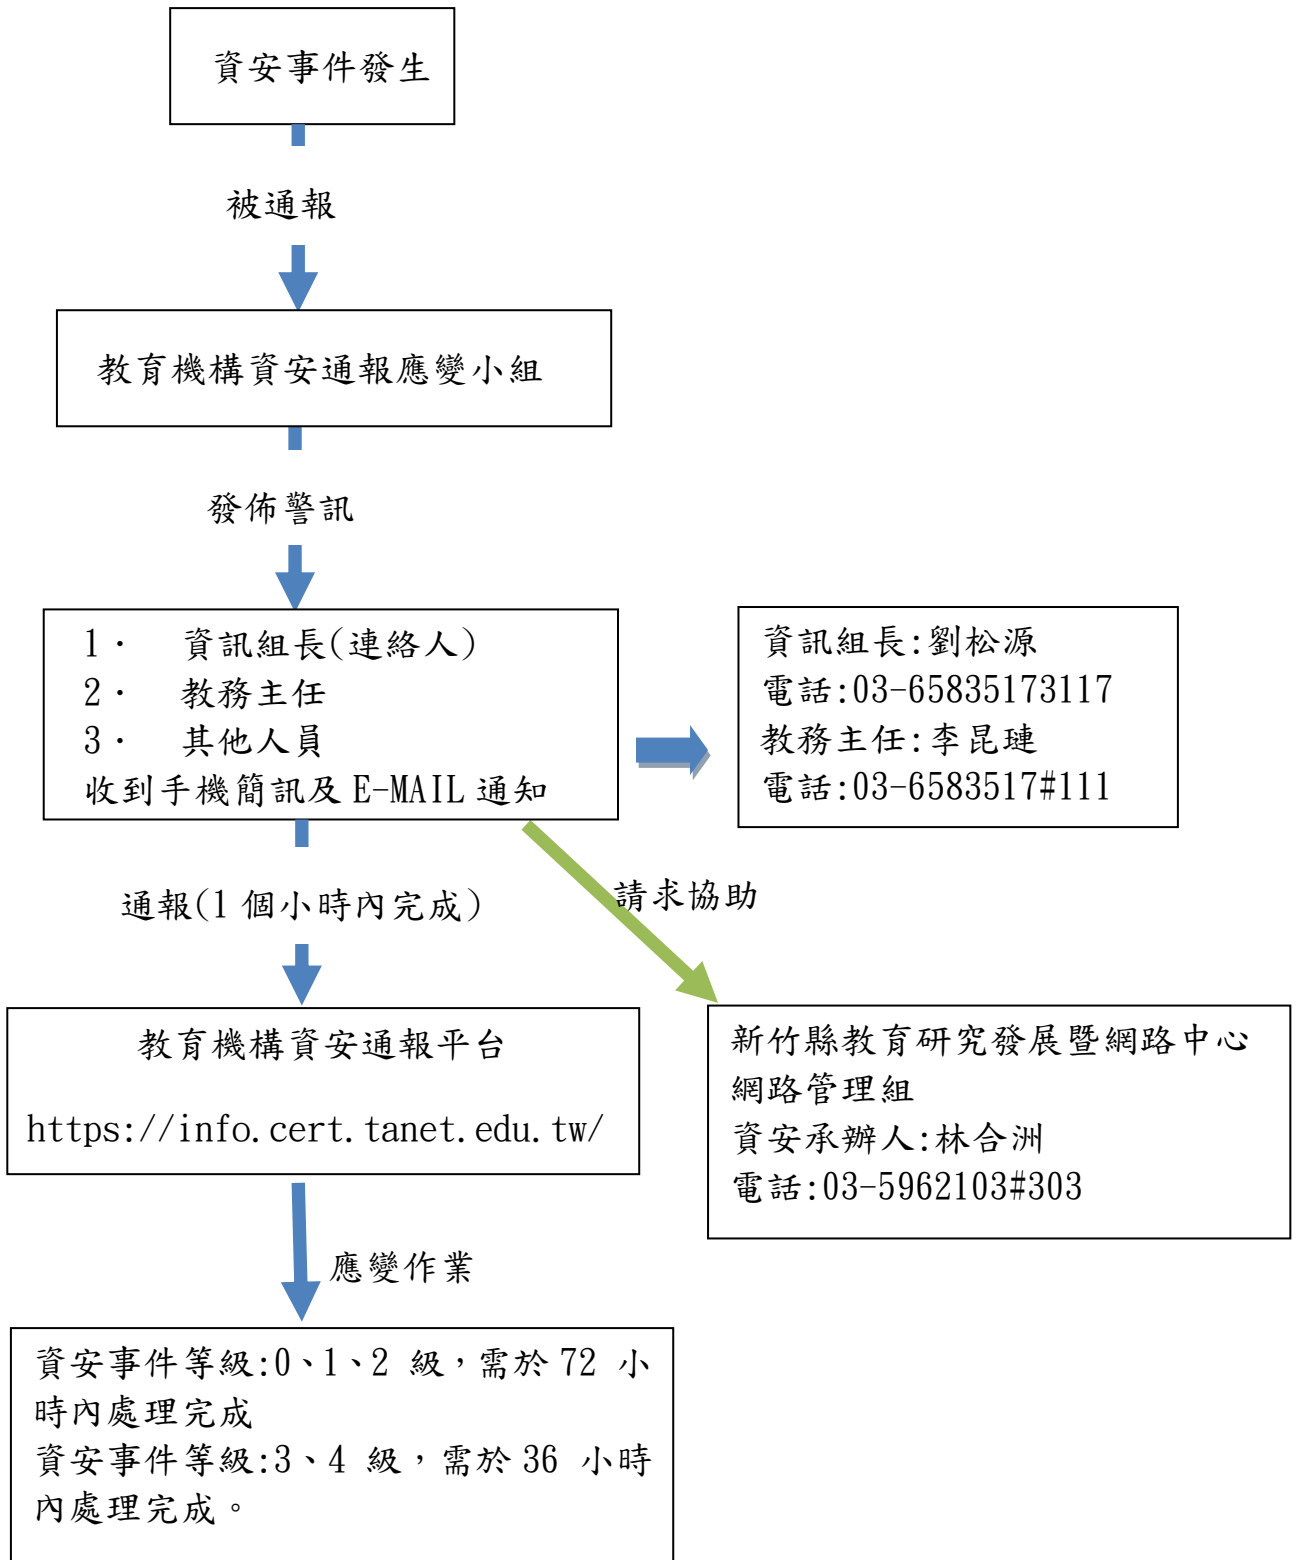 資安事件發生
被通報
教育機構資安通報應變小組
發佈警訊
1. 資訊組長(連絡人)
2. 教務主任
3. 其他人員
收到手機簡訊及 E-MAIL 通知
資訊組長:劉松源
電話:03-65835173117
教務主任:李昆璉
電話:03-6583517#111
通報(1 個小時內完成)
請求協助
教育機構資安通報平台
https://info.cert.tanet.edu.tw/
新竹縣教育研究發展暨網路中心
網路管理組
資安承辦人:林合洲
電話:03-5962103#303
應變作業
資安事件等級:0、1、2 級，需於 72 小
時內處理完成
資安事件等級:3、4 級，需於 36 小時
內處理完成。